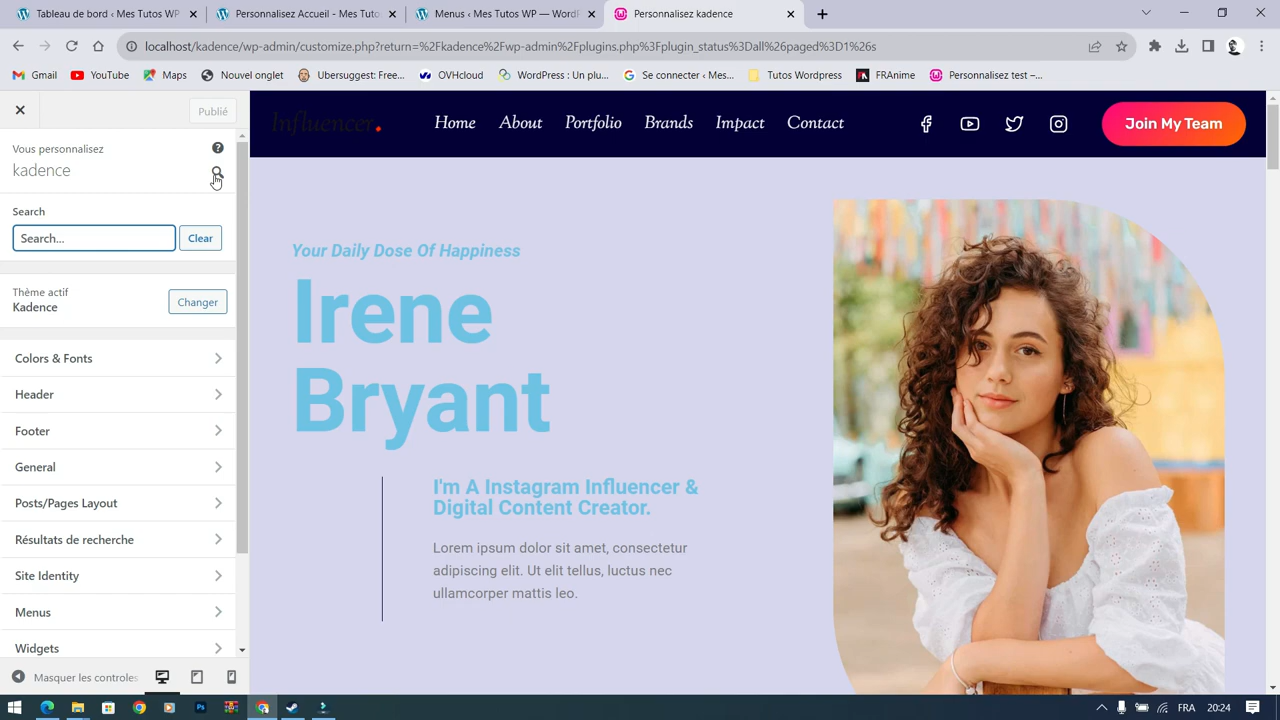 Tableau de bord ‹ Mes Tutos WP
Personnaliser l'accueil - Mes Tuto
Mes Tutos WP — WordP
Personnalisez kadence
localhost/kadence/wp-admin/customize.php?return=%2Fkadence%2Fwp-admin%2Fplugins.php%3Fplugin_status%3Dall%26paged%3D1%26s
Gmail
YouTube
Maps
Nouvel onglet
Ubersuggest: Free...
OVHcloud
WordPress : Un plu...
Se connecter ‹ Mes...
Tutos Wordpress
FRAnime
Personnalisez test –...
Publié
Vous personnalisez
kadence
Search
Search...
Clear
Thème actif
Kadence
Changer
Colors & Fonts
Header
Footer
General
Posts/Pages Layout
Résultats de recherche
Site Identity
Menus
Widgets
Masquer les controles
Influencer.
Home
About
Portfolio
Brands
Impact
Contact
Join My Team
Your Daily Dose Of Happiness
Irene
Bryant
I'm A Instagram Influencer &
Digital Content Creator.
Lorem ipsum dolor sit amet, consectetur
adipiscing elit. Ut elit tellus, luctus nec
ullamcorper mattis leo.
FRA
20:24